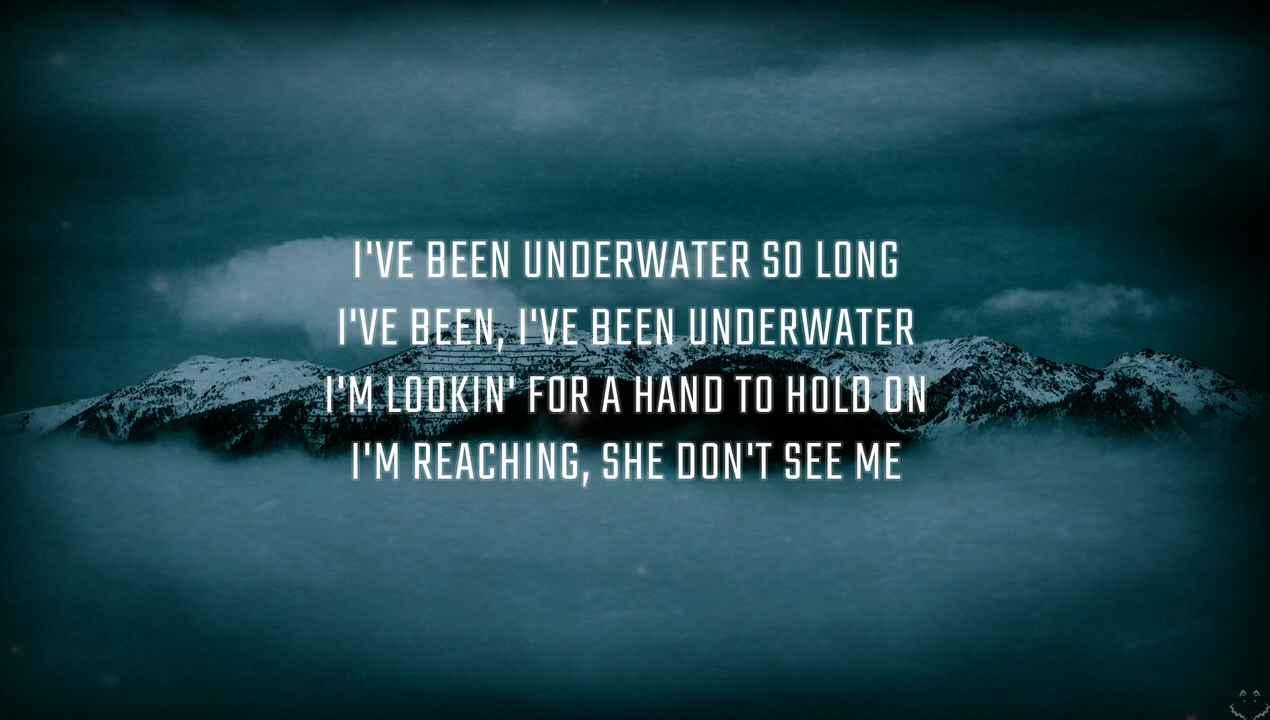 I'VE BEEN UNDERWATER SO LONG
I'VE BEEN, I'VE BEEN UNDERWATER
I'M LOOKIN' FOR A HAND TO HOLD ON
I'M REACHING, SHE DON'T SEE ME